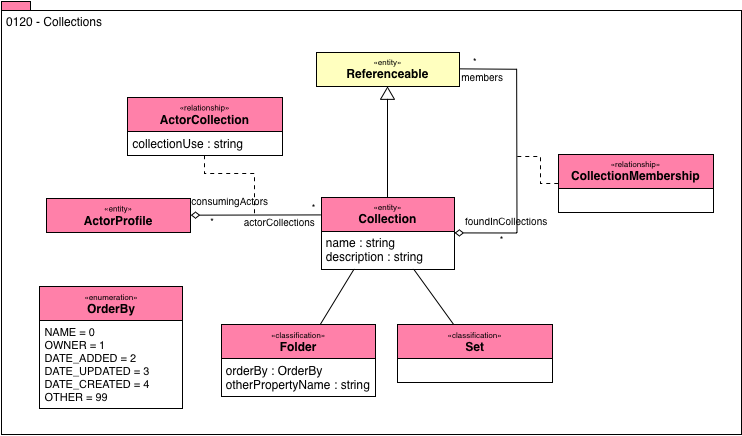 0120 - Collections
«entity»
Referenceable
*
members
«relationship»
ActorCollection
collectionUse : string
«relationship»
CollectionMembership
«entity»
ActorProfile
consumingActors
*
*
actorCollections
«entity»
Collection
name : string
description : string
foundInCollections
*
«enumeration»
OrderBy
NAME = 0
OWNER = 1
DATE_ADDED = 2
DATE_UPDATED = 3
DATE_CREATED = 4
OTHER = 99
«classification»
Folder
orderBy : OrderBy
otherPropertyName : string
«classification»
Set